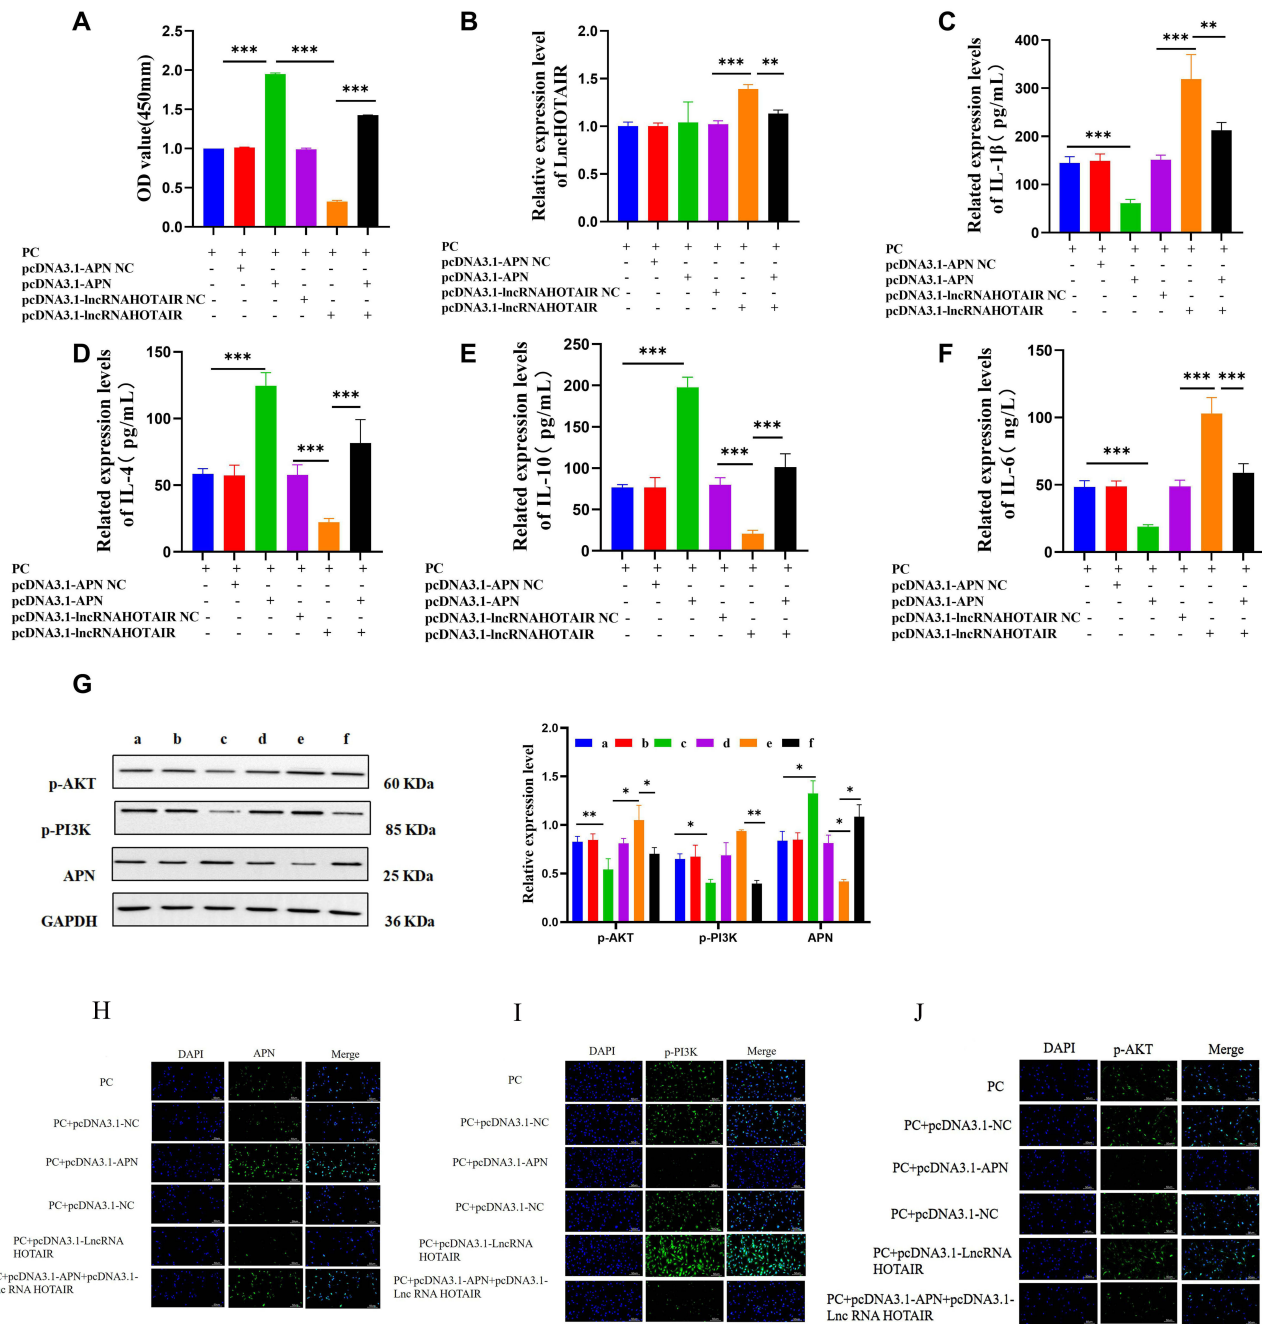 A
OD value(450mm)
2.5
2.0
1.5
1.0
0.5
0.0
*** *** ***
PC + + + + + +
pcDNA3.1-APN NC - + - - - -
pcDNA3.1-APN - - + - - +
pcDNA3.1-lncRNAHOTAIR NC - - - + - -
pcDNA3.1-lncRNAHOTAIR - - - - + +
B
Relative expression level
of LncHOTAIR
2.0
1.5
1.0
0.5
0.0
*** **
PC + + + + + +
pcDNA3.1-APN NC - + - - - -
pcDNA3.1-APN - - + - - +
pcDNA3.1-lncRNAHOTAIR NC - - - + - -
pcDNA3.1-lncRNAHOTAIR - - - - + +
C
Related expression levels
of IL-1β ( pg/mL)
400
300
200
100
0
*** *** **
PC + + + + + +
pcDNA3.1-APN NC - + - - - -
pcDNA3.1-APN - - + - - +
pcDNA3.1-lncRNAHOTAIR NC - - - + - -
pcDNA3.1-lncRNAHOTAIR - - - - + +
D
Related expression levels
of IL-4 ( pg/mL)
150
100
50
0
*** *** ***
PC + + + + + +
pcDNA3.1-APN NC - + - - - -
pcDNA3.1-APN - - + - - +
pcDNA3.1-lncRNAHOTAIR NC - - - + - -
pcDNA3.1-lncRNAHOTAIR - - - - + +
E
Related expression levels
of IL-10 ( pg/mL)
250
200
150
100
50
0
*** *** ***
PC + + + + + +
pcDNA3.1-APN NC - + - - - -
pcDNA3.1-APN - - + - - +
pcDNA3.1-lncRNAHOTAIR NC - - - + - -
pcDNA3.1-lncRNAHOTAIR - - - - + +
F
Related expression levels
of IL-6 ( ng/L)
150
100
50
0
*** *** ***
PC + + + + + +
pcDNA3.1-APN NC - + - - - -
pcDNA3.1-APN - - + - - +
pcDNA3.1-lncRNAHOTAIR NC - - - + - -
pcDNA3.1-lncRNAHOTAIR - - - - + +
G
a b c d e f
p-AKT 60 KDa
p-PI3K 85 KDa
APN 25 KDa
GAPDH 36 KDa
Relative expression level
2.0
1.5
1.0
0.5
0.0
a b c d e f
** * * * ** * * *
p-AKT p-PI3K APN
H
DAPI APN Merge
PC
PC+pcDNA3.1-NC
PC+pcDNA3.1-APN
PC+pcDNA3.1-NC
PC+pcDNA3.1-LncRNA
HOTAIR
C+pcDNA3.1-APN+pcDNA3.1-
nc RNA HOTAIR
I
DAPI p-PI3K Merge
PC
PC+pcDNA3.1-NC
PC+pcDNA3.1-APN
PC+pcDNA3.1-NC
PC+pcDNA3.1-LncRNA
HOTAIR
PC+pcDNA3.1-APN+pcDNA3.1-
Lnc RNA HOTAIR
J
DAPI p-AKT Merge
PC
PC+pcDNA3.1-NC
PC+pcDNA3.1-APN
PC+pcDNA3.1-NC
PC+pcDNA3.1-LncRNA
HOTAIR
PC+pcDNA3.1-APN+pcDNA3.1-
Lnc RNA HOTAIR